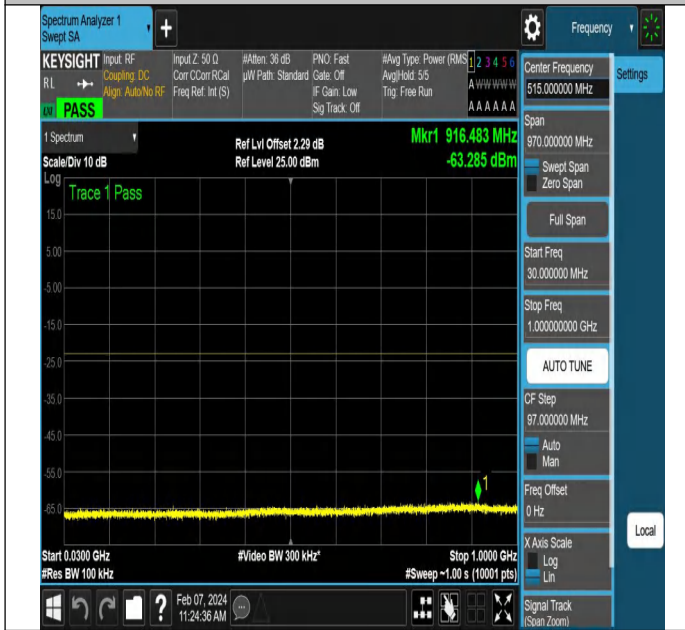 Spectrum Analyzer 1
Swept SA
+
Frequency
KEYSIGHT
RL
PASS
Input: RF
Coupling: DC
Align: Auto/No RF
Input Z: 50 Ω
Corr CCorr RCal
Freq Ref: Int (S)
#Atten: 36 dB
µW Path: Standard
PNO: Fast
Gate: Off
IF Gain: Low
Sig Track: Off
#Avg Type: Power (RMS
Avg|Hold: 5/5
Trig: Free Run
1 2 3 4 5 6
A W W W W W
A A A A A A
Center Frequency
515.000000 MHz
Settings
Span
970.000000 MHz
Swept Span
Zero Span
Full Span
Start Freq
30.000000 MHz
Stop Freq
1.000000000 GHz
AUTO TUNE
CF Step
97.000000 MHz
Auto
Man
Freq Offset
0 Hz
X Axis Scale
Log
Lin
Signal Track
(Span Zoom)
Local
1 Spectrum
Scale/Div 10 dB
Ref Lvl Offset 2.29 dB
Ref Level 25.00 dBm
Mkr1 916.483 MHz
-63.285 dBm
Log
Trace 1 Pass
15.0
5.00
-5.00
-15.0
-25.0
-35.0
-45.0
-55.0
-65.0
1
Start 0.0300 GHz
#Res BW 100 kHz
#Video BW 300 kHz*
Stop 1.0000 GHz
#Sweep ~1.00 s (10001 pts)
?
Feb 07, 2024
11:24:36 AM